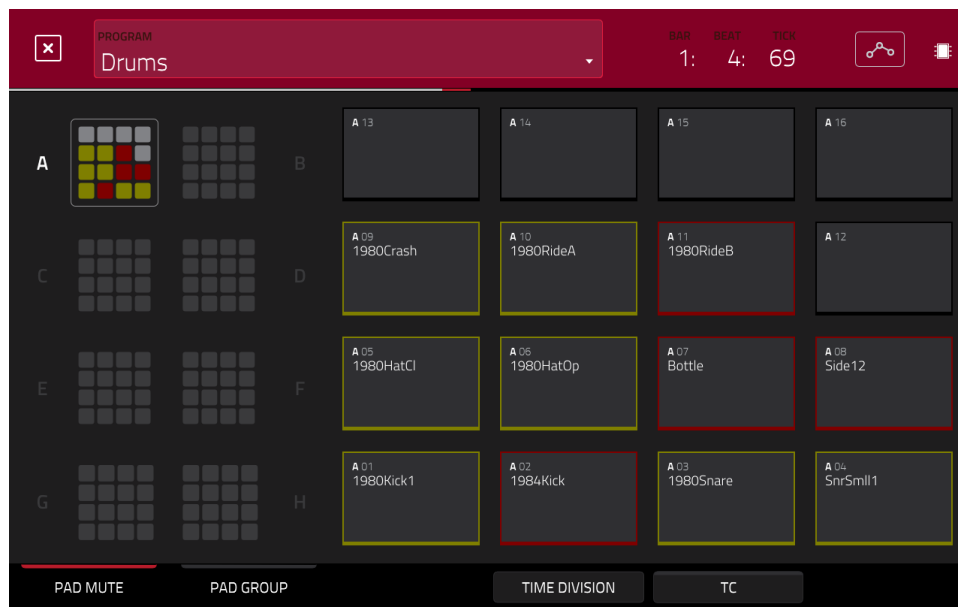 PROGRAM
Drums
BAR BEAT TICK
1: 4: 69
A 13
A 14
A 15
A 16
A
B
A 09
1980Crash
A 10
1980RideA
A 11
1980RideB
A 12
C
D
A 05
1980HatCl
A 06
1980HatOp
A 07
Bottle
A 08
Side12
E
F
A 01
1980Kick1
A 02
1984Kick
A 03
1980Snare
A 04
SnrSmll1
G
H
PAD MUTE
PAD GROUP
TIME DIVISION
TC